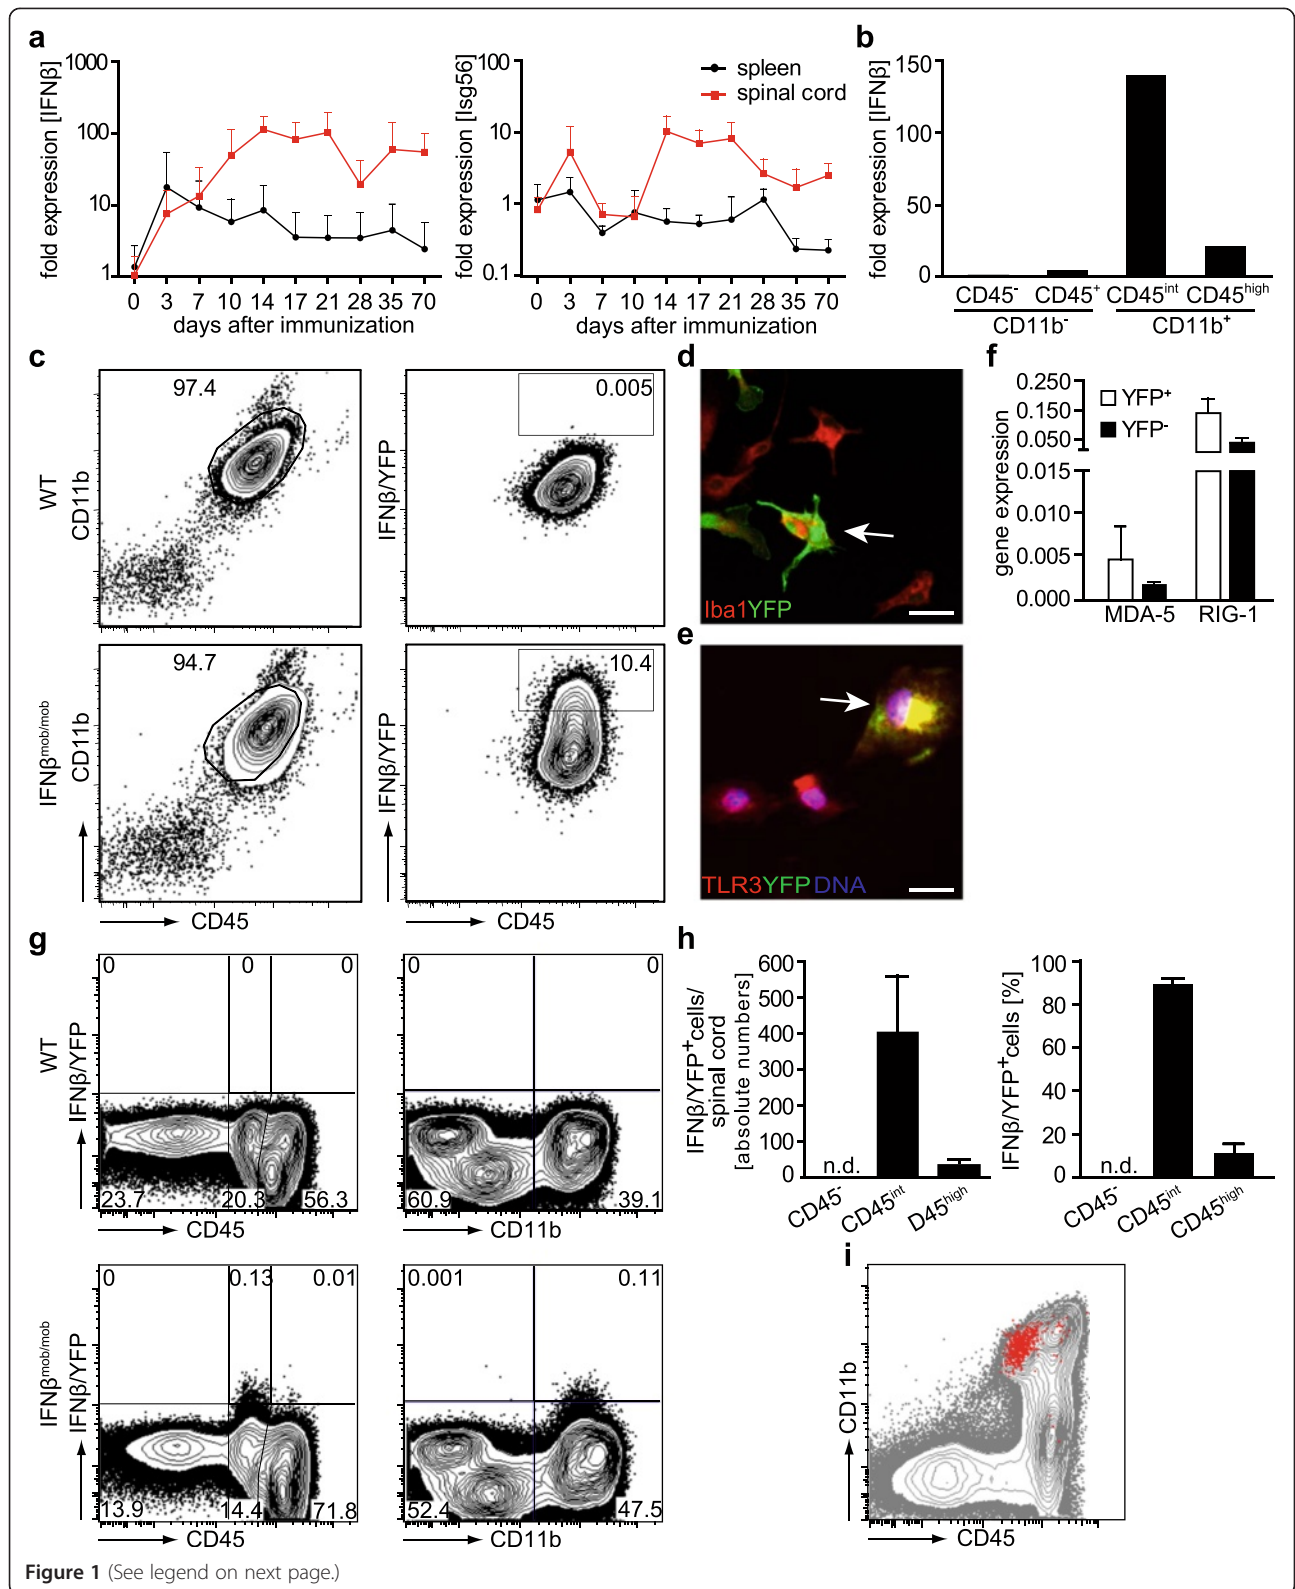 a
fold expression [IFNβ]
1000
100
10
1
0 3 7 10 14 17 21 28 35 70
days after immunization
fold expression [Isg56]
100
10
1
0.1
0 3 7 10 14 17 21 28 35 70
days after immunization
spleen
spinal cord
b
fold expression [IFNβ]
150
100
50
0
CD45- CD45+ CD45int CD45high
CD11b- CD11b+
c
WT
CD11b
97.4
IFNβ/YFP
0.005
IFNβmob/mob
CD11b
94.7
CD45
IFNβ/YFP
10.4
CD45
d
Iba1YFP
e
TLR3YFPDNA
f
gene expression
0.250
0.150
0.050
0.015
0.010
0.005
0.000
YFP+
YFP-
MDA-5 RIG-1
g
WT
IFNβ/YFP
0 0 0
23.7 20.3 56.3
CD45
0 0
60.9 39.1
CD11b
IFNβmob/mob
IFNβ/YFP
0 0.13 0.01
13.9 14.4 71.8
CD45
0.001 0.11
52.4 47.5
CD11b
h
IFNβ/YFP+cells/
spinal cord
[absolute numbers]
600
500
400
300
200
100
0
n.d.
CD45- CD45int D45high
IFNβ/YFP+cells [%]
100
80
60
40
20
0
n.d.
CD45- CD45int CD45high
i
CD11b
CD45
Figure 1 (See legend on next page.)